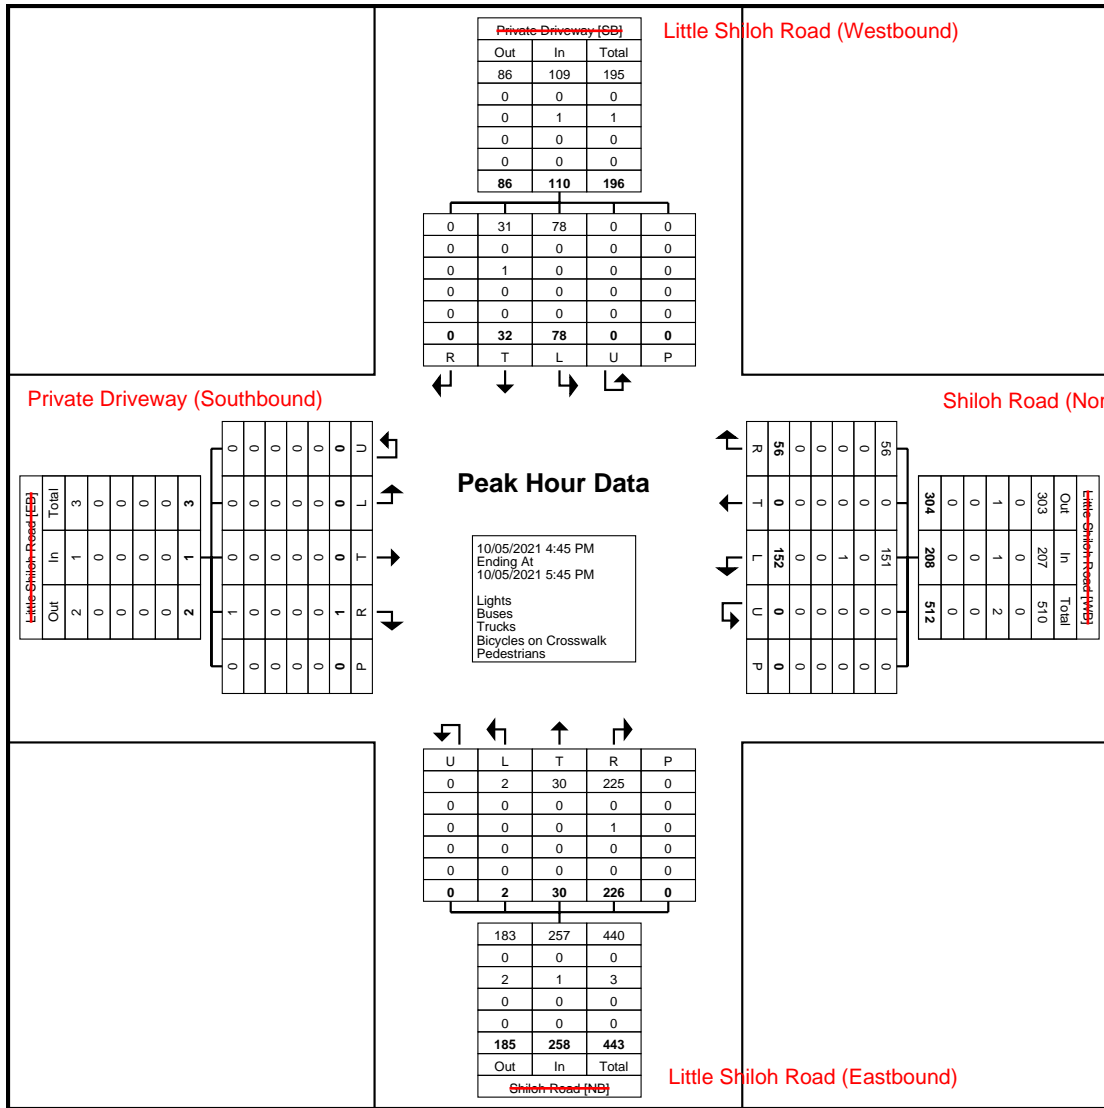 Private Driveway [SB]
Little Shiloh Road (Westbound)
Out In Total
86 109 195
0 0 0
0 1 1
0 0 0
0 0 0
86 110 196
0 31 78 0 0
0 0 0 0 0
0 1 0 0 0
0 0 0 0 0
0 0 0 0 0
0 32 78 0 0
R T L U P
Private Driveway (Southbound)
Little Shiloh Road [EB]
Total 3 0 0 0 0 3
In 1 0 0 0 0 1
Out 2 0 0 0 0 2
0 0 0 0 0 0 U
0 0 0 0 0 0 L
0 0 0 0 0 0 T
1 0 0 0 0 1 R
0 0 0 0 0 0 P
Peak Hour Data
10/05/2021 4:45 PM
Ending At
10/05/2021 5:45 PM
Lights
Buses
Trucks
Bicycles on Crosswalk
Pedestrians
Shiloh Road (Nor
R 56 0 0 0 0 56
T 0 0 0 0 0 0
L 152 0 0 1 0 151
U 0 0 0 0 0 0
P 0 0 0 0 0 0
304 0 0 1 0 303 Out
208 0 0 1 0 207 In
512 0 0 2 0 510 Total
Little Shiloh Road [WB]
U L T R P
0 2 30 225 0
0 0 0 0 0
0 0 0 1 0
0 0 0 0 0
0 0 0 0 0
0 2 30 226 0
183 257 440
0 0 0
2 1 3
0 0 0
0 0 0
185 258 443
Out In Total
Shiloh Road [NB]
Little Shiloh Road (Eastbound)